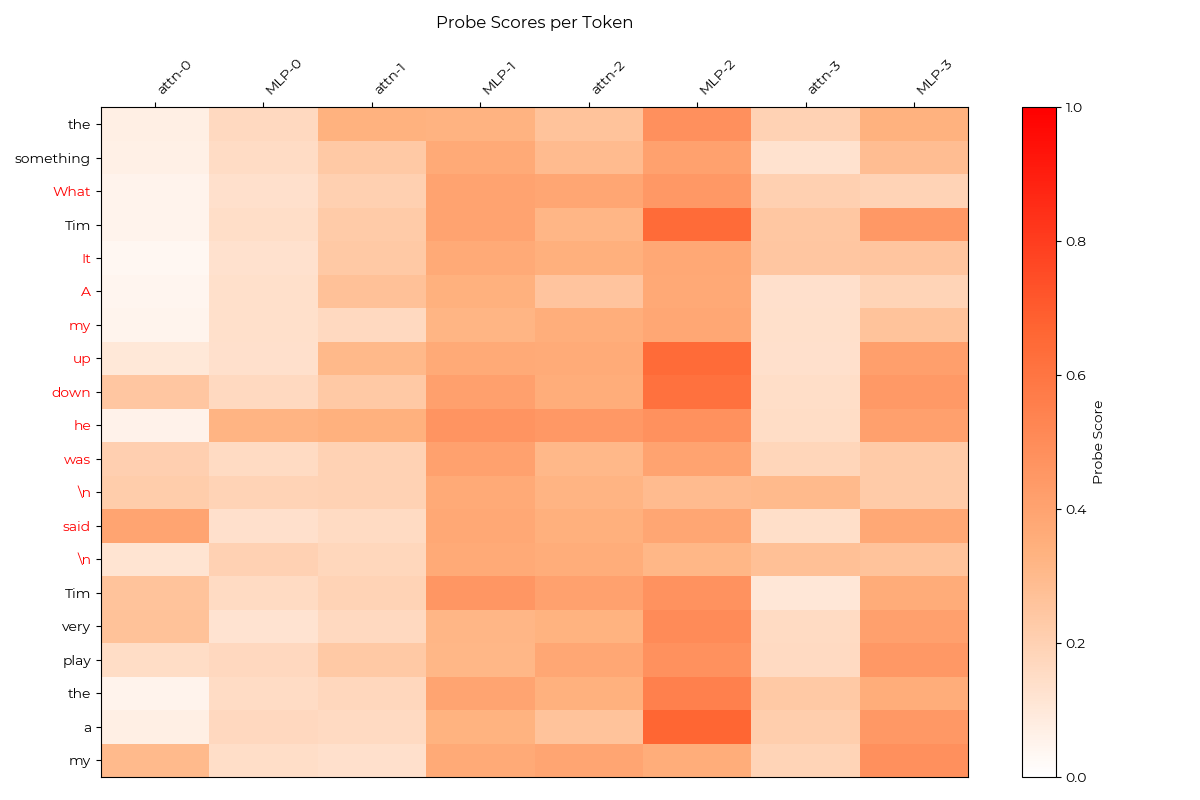 Probe Scores per Token
attn-0 MLP-0 attn-1 MLP-1 attn-2 MLP-2 attn-3 MLP-3
the
something
What
Tim
It
A
my
up
down
he
was
\n
said
\n
Tim
very
play
the
a
my
1.0
0.8
0.6
0.4
0.2
0.0
Probe Score